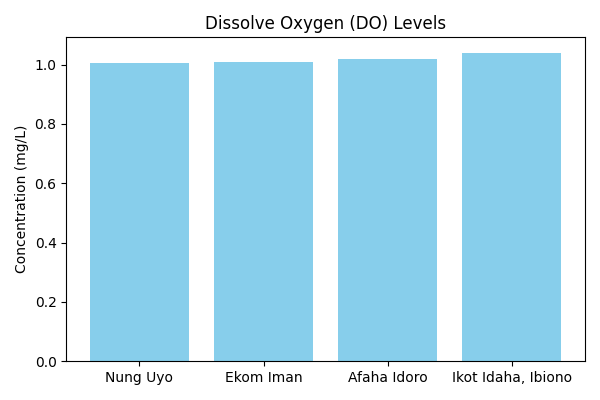 Dissolve Oxygen (DO) Levels
Concentration (mg/L)
1.0
0.8
0.6
0.4
0.2
0.0
Nung Uyo
Ekom Iman
Afaha Idoro
Ikot Idaha, Ibiono